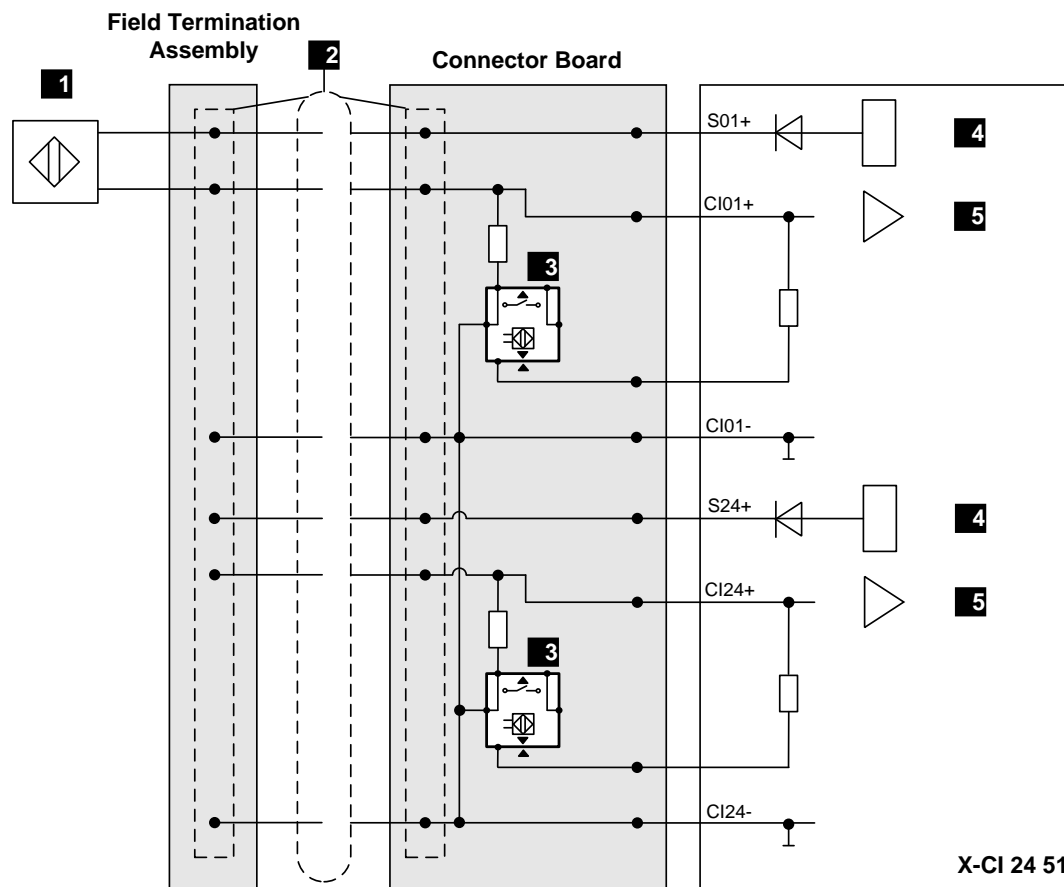 Field Termination
Assembly
2
Connector Board
1
S01+
4
CI01+
5
3
CI01-
S24+
4
CI24+
5
3
CI24-
X-CI 24 51